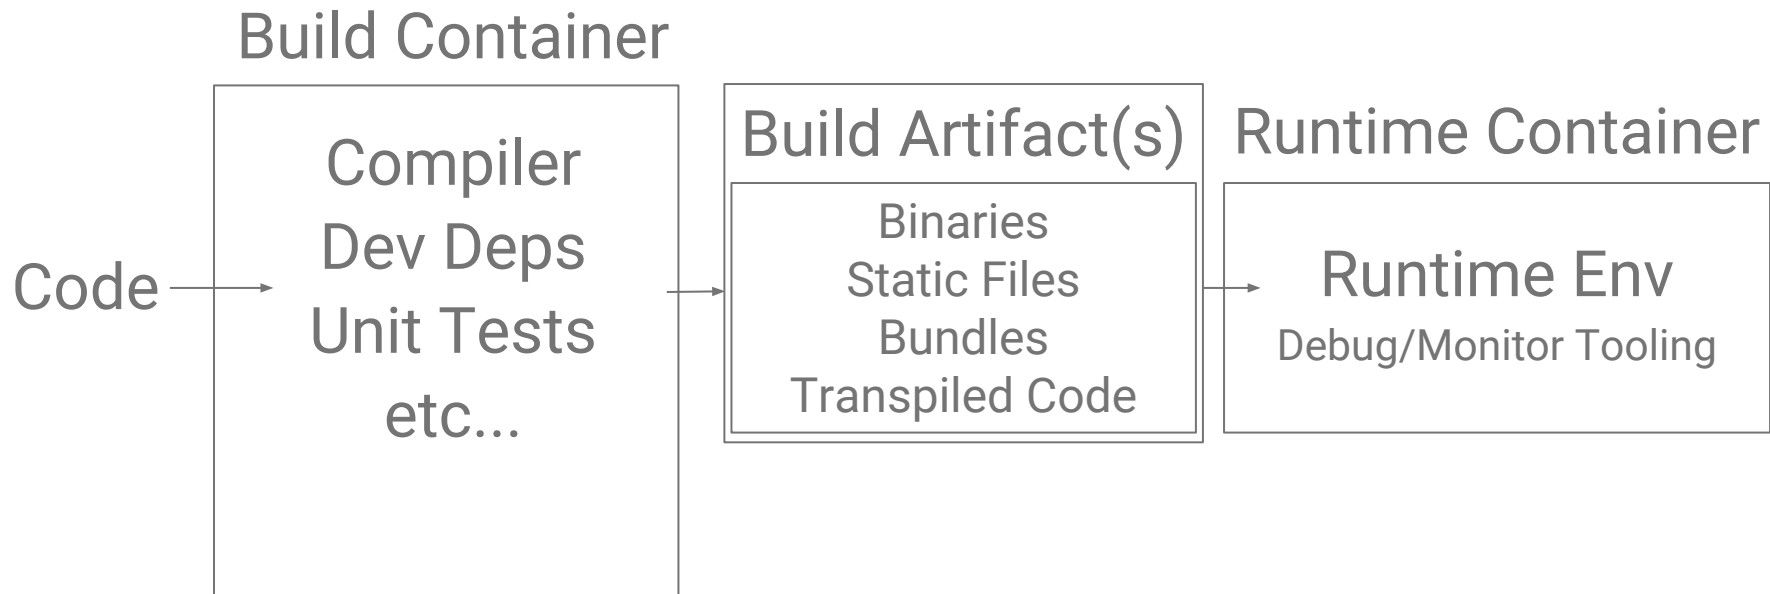 Build Container
Compiler
Dev Deps
Unit Tests
etc...
Code
Build Artifact(s)
Binaries
Static Files
Bundles
Transpiled Code
Runtime Container
Runtime Env
Debug/Monitor Tooling